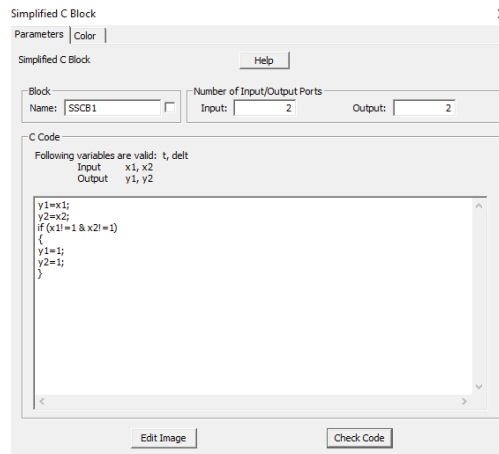 Simplified C Block
Parameters Color
Simplified C Block Help
Block Number of Input/Output Ports
Name: SSCB1 Input: 2 Output: 2
C Code
Following variables are valid: t, delt
Input x1, x2
Output y1, y2
y1=x1;
y2=x2;
if (x1!=1 & x2!=1)
{
y1=1;
y2=1;
}
Edit Image Check Code